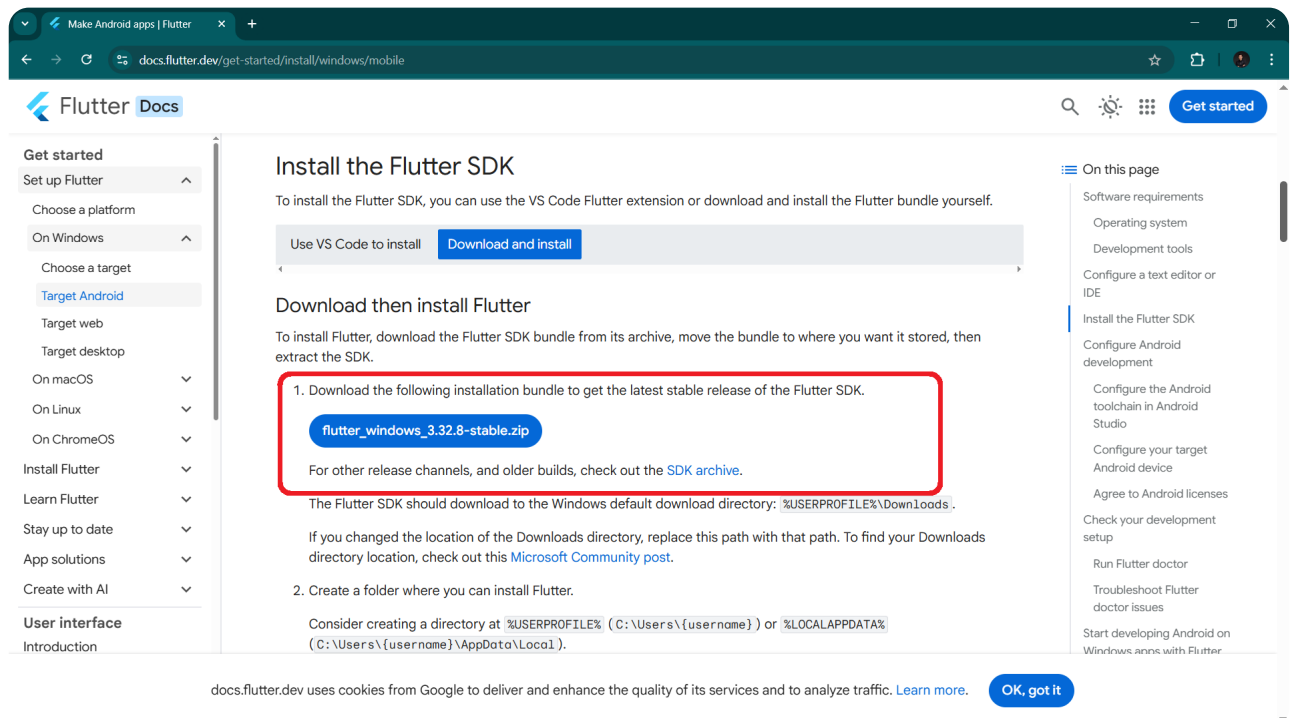 Make Android apps | Flutter
docs.flutter.dev/get-started/install/windows/mobile
Flutter Docs
Get started
Get started
Set up Flutter
Choose a platform
On Windows
Choose a target
Target Android
Target web
Target desktop
On macOS
On Linux
On ChromeOS
Install Flutter
Learn Flutter
Stay up to date
App solutions
Create with AI
User interface
Introduction
Install the Flutter SDK
To install the Flutter SDK, you can use the VS Code Flutter extension or download and install the Flutter bundle yourself.
Use VS Code to install
Download and install
Download then install Flutter
To install Flutter, download the Flutter SDK bundle from its archive, move the bundle to where you want it stored, then
extract the SDK.
1. Download the following installation bundle to get the latest stable release of the Flutter SDK.
flutter_windows_3.32.8-stable.zip
For other release channels, and older builds, check out the SDK archive.
The Flutter SDK should download to the Windows default download directory: %USERPROFILE%\Downloads.
If you changed the location of the Downloads directory, replace this path with that path. To find your Downloads
directory location, check out this Microsoft Community post.
2. Create a folder where you can install Flutter.
Consider creating a directory at %USERPROFILE% (C:\Users\{username}) or %LOCALAPPDATA%
(C:\Users\{username}\AppData\Local).
On this page
Software requirements
Operating system
Development tools
Configure a text editor or
IDE
Install the Flutter SDK
Configure Android
development
Configure the Android
toolchain in Android
Studio
Configure your target
Android device
Agree to Android licenses
Check your development
setup
Run Flutter doctor
Troubleshoot Flutter
doctor issues
Start developing Android on
Windows apps with Flutter
docs.flutter.dev uses cookies from Google to deliver and enhance the quality of its services and to analyze traffic. Learn more.
OK, got it